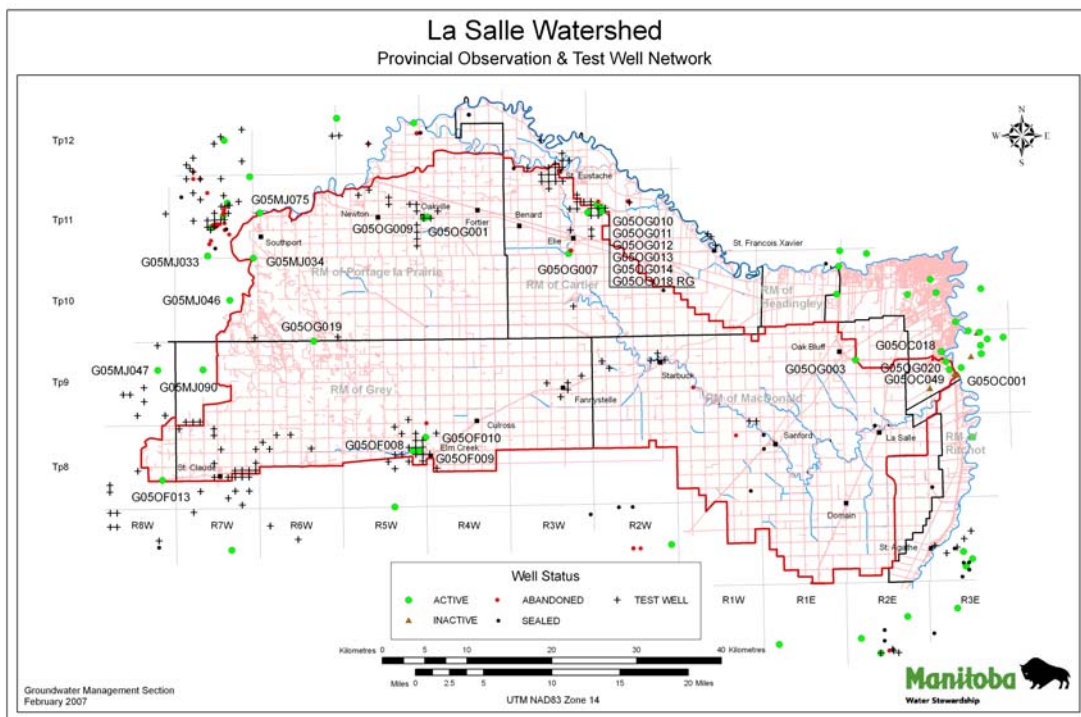 La Salle Watershed
Provincial Observation & Test Well Network
N
W E
S
Tp12
Tp11
Tp10
Tp9
Tp8
St. Eustache
G05MJ075
Newton
Oakville
Fortier
Benard
G05OG009
G05OG001
Elie
G05OG010
G05OG011
G05OG012
G05OG013
G05OG014
G05OG018 RG
St. Francois Xavier
Southport
G05MJ033
G05MJ034
RM of Portage la Prairie
G05OG007
RM of Cartier
RM of
Headingley
G05MJ046
G05OG019
Oak Bluff
G05OC018
G05OG003
G05OG020
G05OC049
G05OC001
G05MJ047
G05MJ090
RM of Grey
Starbuck
Fannystelle
RM of MacDonald
Culross
G05OF008
G05OF010
Elm Creek
G05OF009
Sanford
La Salle
RM of
Ritchot
St. Claude
G05OF013
Domain
St. Agathe
R8W
R7W
R6W
R5W
R4W
R3W
R2W
R1W
R1E
R2E
R3E
Well Status
ACTIVE
ABANDONED
TEST WELL
INACTIVE
SEALED
Kilometres 10 5 0 10 20 30 40 Kilometres
Miles 5 2.5 0 5 10 15 20 Miles
UTM NAD83 Zone 14
Groundwater Management Section
February 2007
Manitoba
Water Stewardship